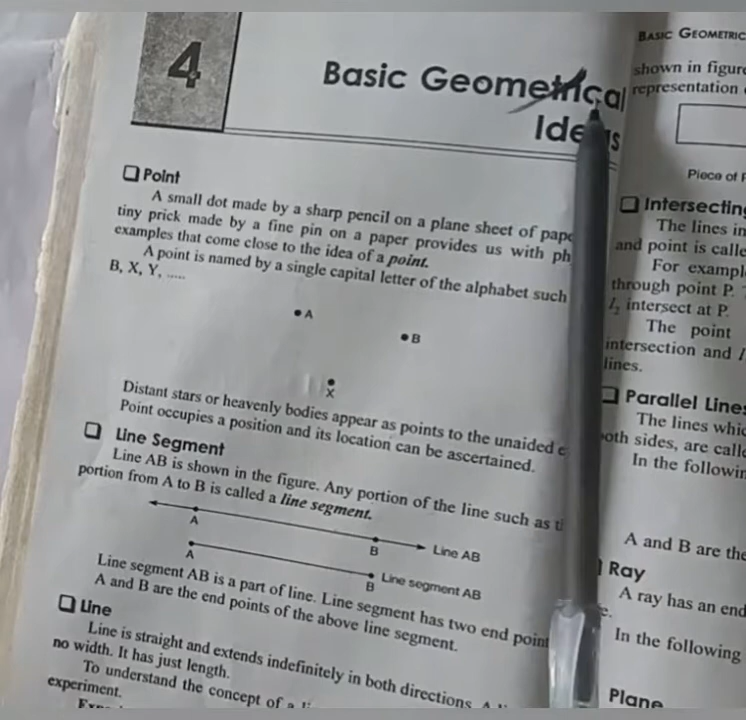 4
Basic Geometrical
Ideas
Point
A small dot made by a sharp pencil on a plane sheet of pape
tiny prick made by a fine pin on a paper provides us with ph
examples that come close to the idea of a point.
A point is named by a single capital letter of the alphabet such
B, X, Y, .....
A
B
X
Distant stars or heavenly bodies appear as points to the unaided e
Point occupies a position and its location can be ascertained.
Line Segment
Line AB is shown in the figure. Any portion of the line such as t
portion from A to B is called a line segment.
A
B
Line AB
A
B
Line segment AB
Line segment AB is a part of line. Line segment has two end point
A and B are the end points of the above line segment.
Line
Line is straight and extends indefinitely in both directions.
no width. It has just length.
To understand the concept of a
experiment.
BASIC GEOMETRIC
shown in figure
representation
Piece of
Intersecting
The lines in
and point is calle
For exampl
through point P.
l₂ intersect at P.
The point
intersection and l
lines.
Parallel Lines
The lines whic
both sides, are calle
In the followin
A and B are the
Ray
A ray has an end
e.
In the following
Plane